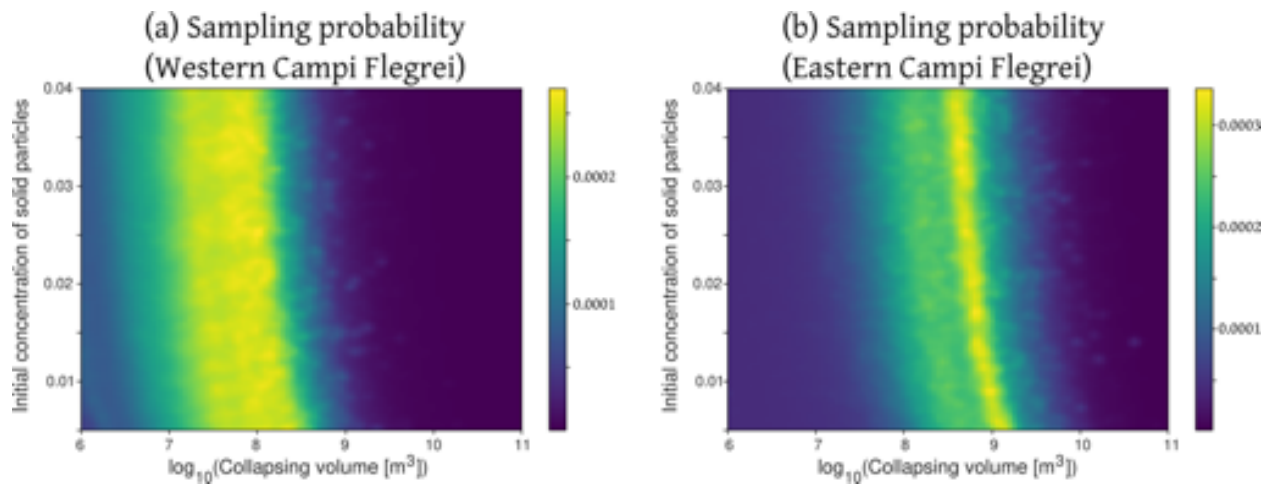 (a) Sampling probability
(Western Campi Flegrei)
0.04
0.03
0.02
0.01
Initial concentration of solid particles
6 7 8 9 10 11
log10(Collapsing volume [m³])
0.0002
0.0001
(b) Sampling probability
(Eastern Campi Flegrei)
0.04
0.03
0.02
0.01
Initial concentration of solid particles
6 7 8 9 10 11
log10(Collapsing volume [m³])
0.0003
0.0002
0.0001